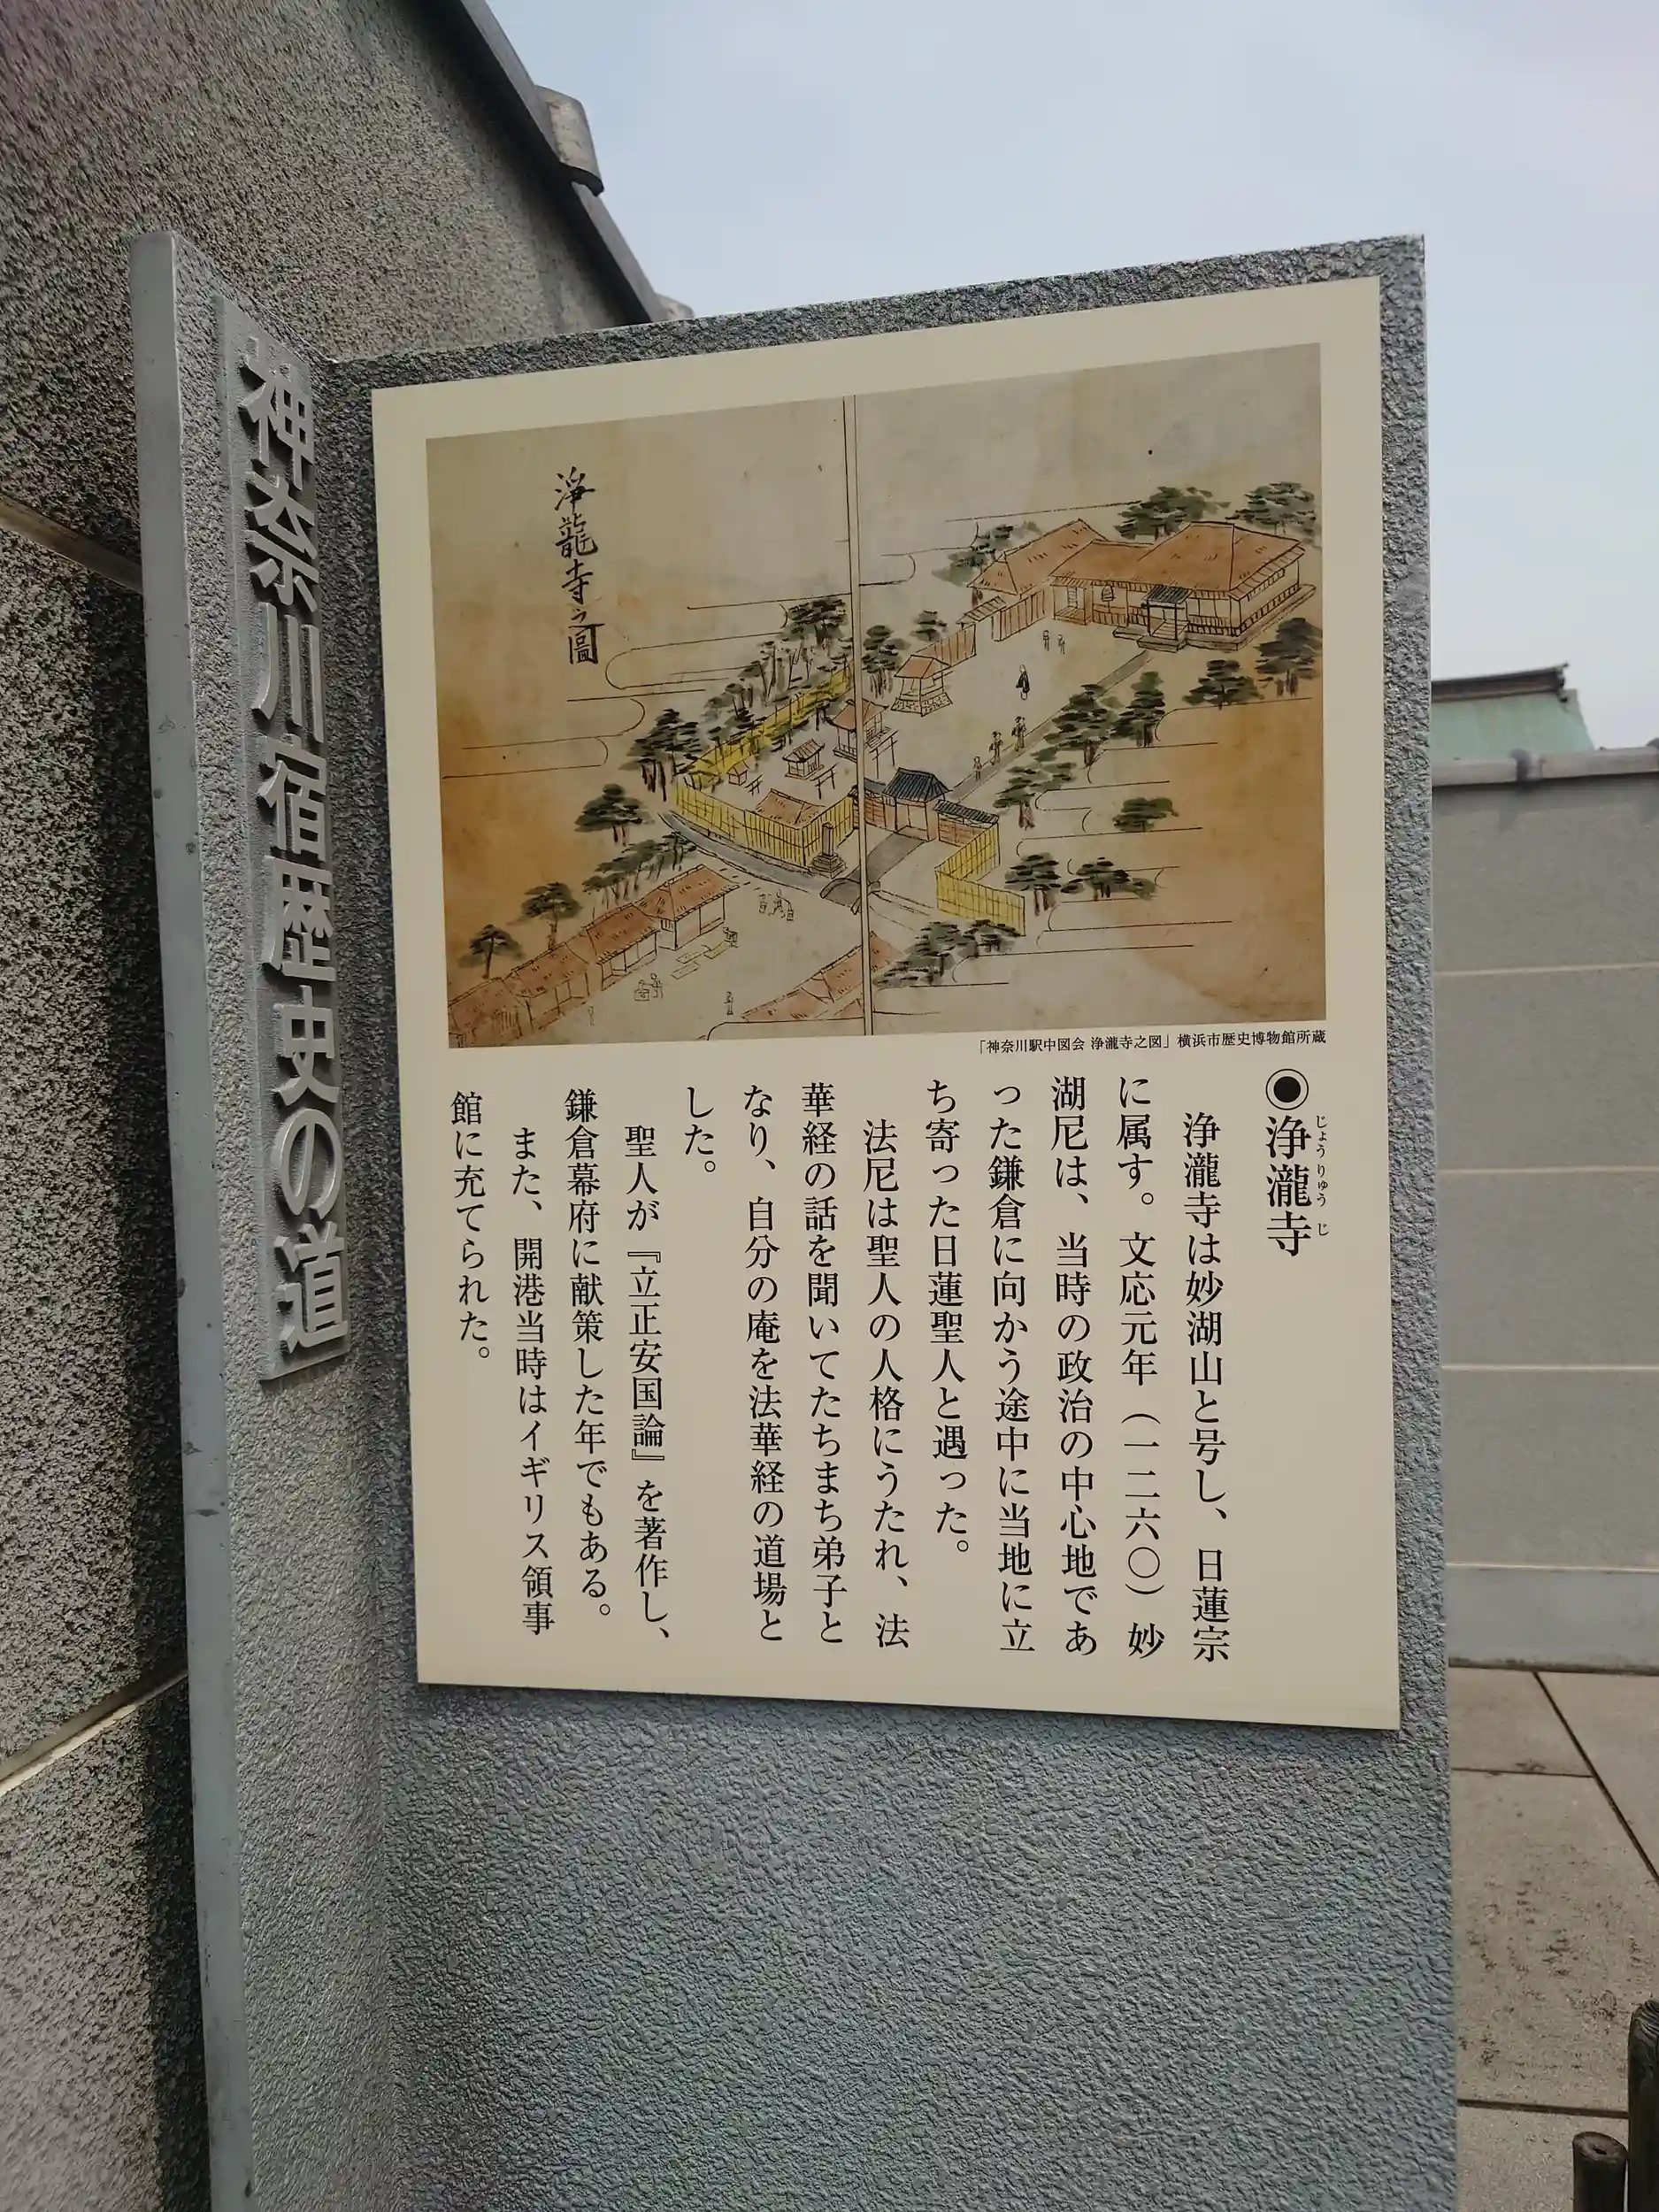 神奈川宿歴史の道
浄龍寺之圖
「神奈川駅中図会 浄瀧寺之図」横浜市歴史博物館所蔵
◉浄瀧寺
じょうりゅうじ
浄瀧寺は妙湖山と号し、日蓮宗
に属す。文応元年（一二六〇）妙
湖尼は、当時の政治の中心地であ
った鎌倉に向かう途中に当地に立
ち寄った日蓮聖人と遇った。
法尼は聖人の人格にうたれ、法
華経の話を聞いてたちまち弟子と
なり、自分の庵を法華経の道場と
した。
聖人が『立正安国論』を著作し、
鎌倉幕府に献策した年でもある。
また、開港当時はイギリス領事
館に充てられた。